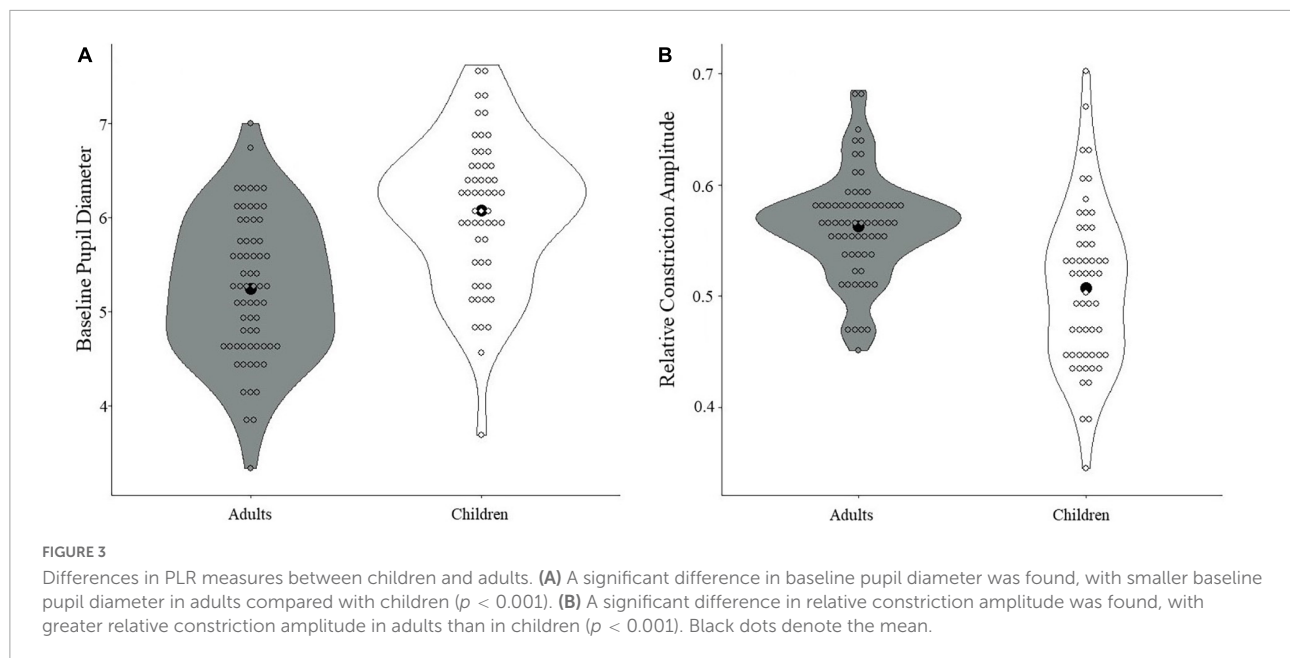 A
Baseline Pupil Diameter
7
6
5
4
Adults
Children
B
Relative Constriction Amplitude
0.7
0.6
0.5
0.4
Adults
Children
FIGURE 3
Differences in PLR measures between children and adults. (A) A significant difference in baseline pupil diameter was found, with smaller baseline
pupil diameter in adults compared with children (p < 0.001). (B) A significant difference in relative constriction amplitude was found, with
greater relative constriction amplitude in adults than in children (p < 0.001). Black dots denote the mean.